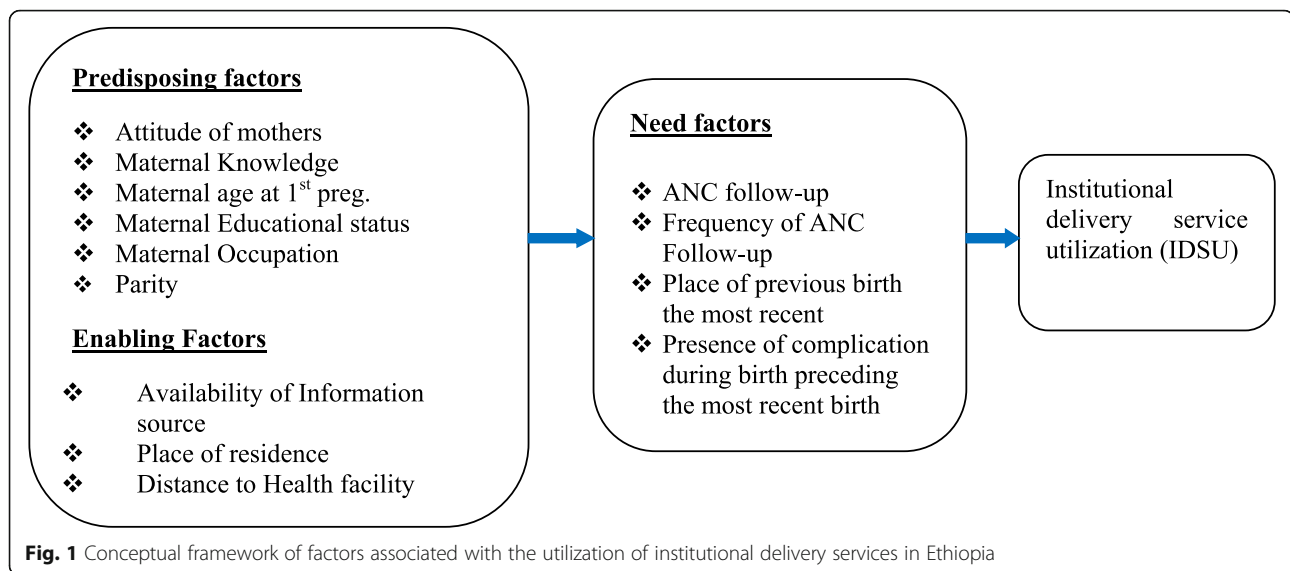 Predisposing factors
❖ Attitude of mothers
❖ Maternal Knowledge
❖ Maternal age at 1st preg.
❖ Maternal Educational status
❖ Maternal Occupation
❖ Parity
Enabling Factors
❖ Availability of Information
source
❖ Place of residence
❖ Distance to Health facility
Need factors
❖ ANC follow-up
❖ Frequency of ANC
Follow-up
❖ Place of previous birth
the most recent
❖ Presence of complication
during birth preceding
the most recent birth
Institutional
delivery service
utilization (IDSU)
Fig. 1 Conceptual framework of factors associated with the utilization of institutional delivery services in Ethiopia